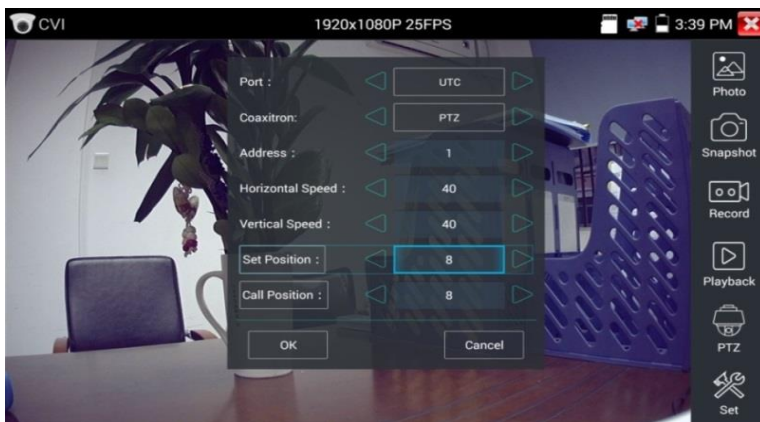 CVI 1920x1080P 25FPS 3:39 PM
Port : UTC
Coaxitron: PTZ
Address : 1
Horizontal Speed : 40
Vertical Speed : 40
Set Position : 8
Call Position : 8
OK Cancel
Photo
Snapshot
Record
Playback
PTZ
Set